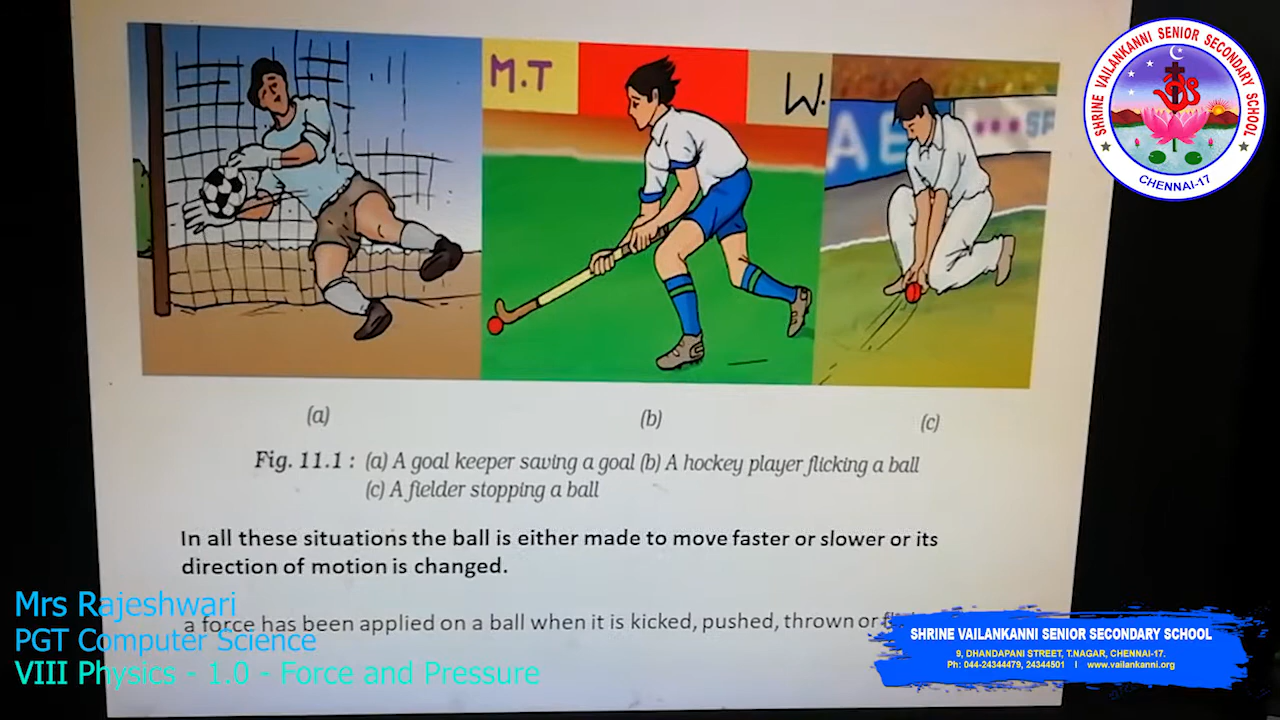 M.T
W.
A E
SP
(a)
(b)
(c)
Fig. 11.1 : (a) A goal keeper saving a goal (b) A hockey player flicking a ball
(c) A fielder stopping a ball
In all these situations the ball is either made to move faster or slower or its
direction of motion is changed.
a force has been applied on a ball when it is kicked, pushed, thrown or
Mrs Rajeshwari
PGT Computer Science
VIII Physics - 1.0 - Force and Pressure
SHRINE VAILANKANNI SENIOR SECONDARY SCHOOL
CHENNAI-17
SHRINE VAILANKANNI SENIOR SECONDARY SCHOOL
9, DHANDAPANI STREET, T.NAGAR, CHENNAI-17.
Ph: 044-24344479, 24344501 I www.vailankanni.org